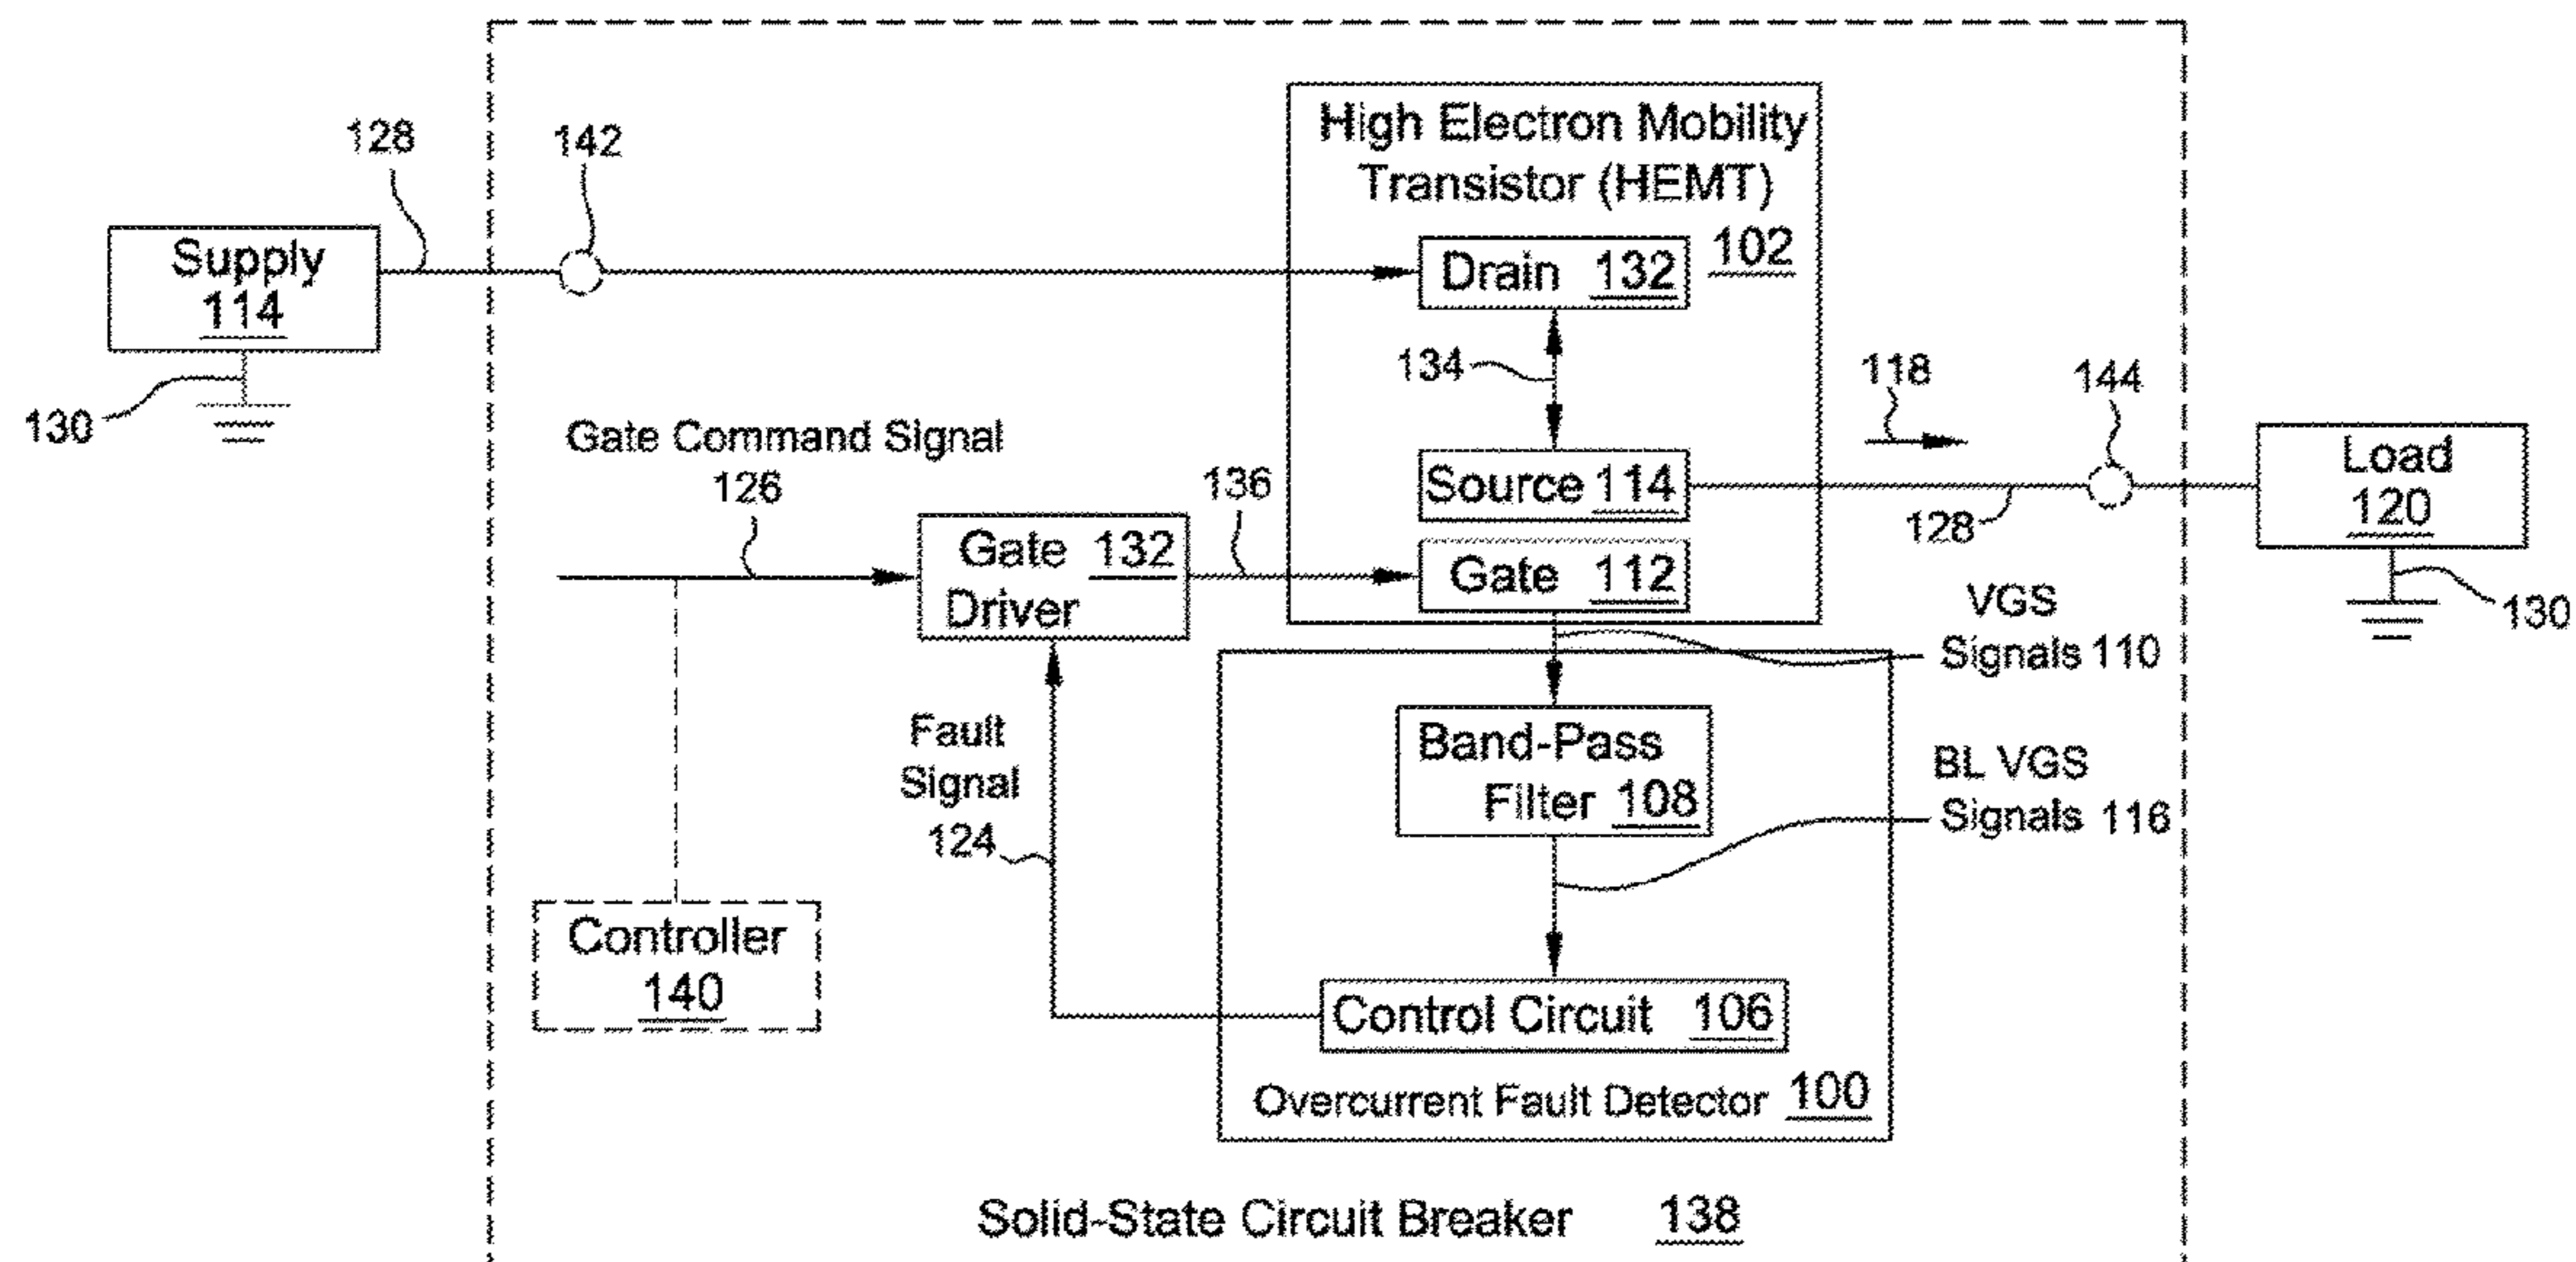 128
142
High Electron Mobility
Transistor (HEMT)
102
Supply
114
Drain 132
130
134
118
144
Gate Command Signal
126
136
Source 114
128
Load
120
Gate 132
Driver
Gate 112
130
VGS
Signals 110
Fault
Signal
124
Band-Pass
Filter 108
BL VGS
Signals 116
Controller
140
Control Circuit 106
Overcurrent Fault Detector 100
Solid-State Circuit Breaker 138